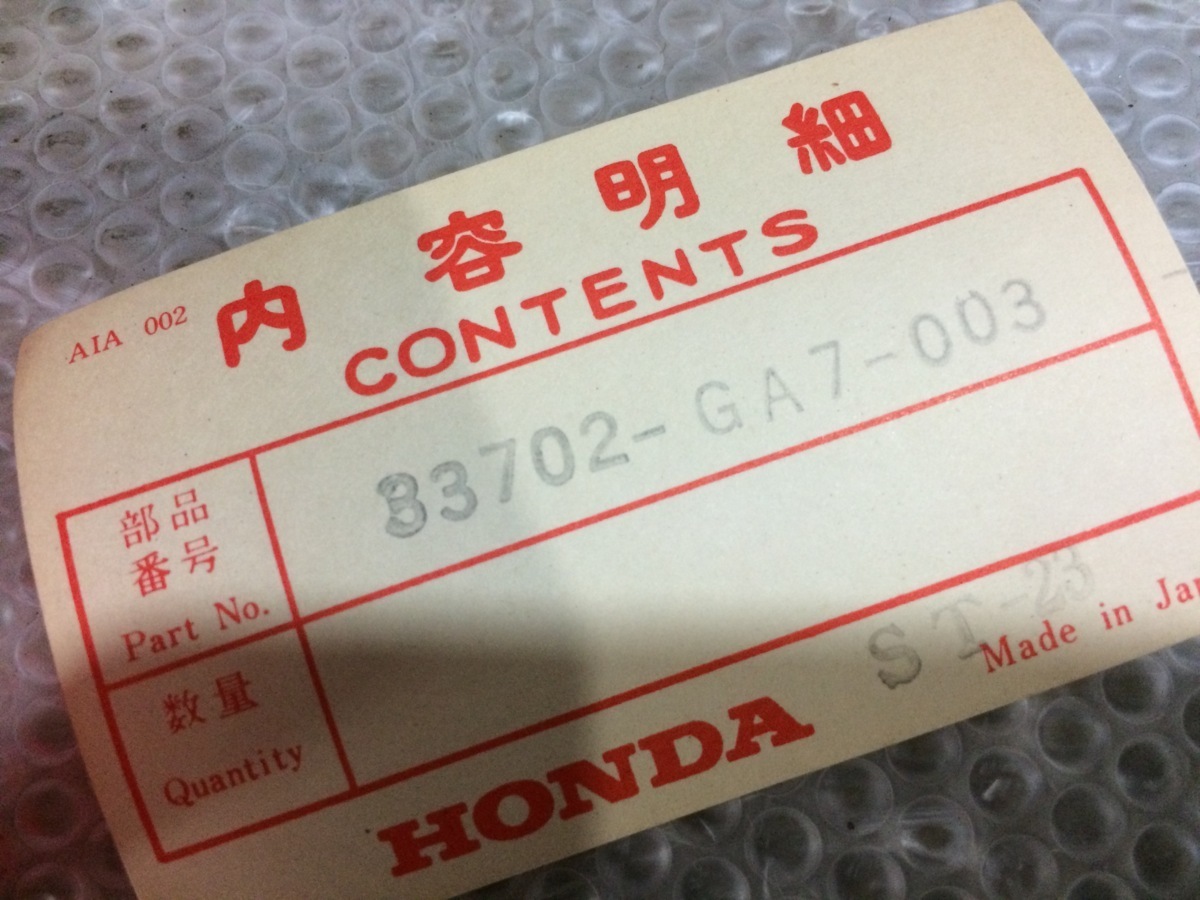 AIA 002
内容明細
CONTENTS
部品
番号
Part No.
33702-GA7-003
数量
Quantity
ST-23
Made in Jap
HONDA